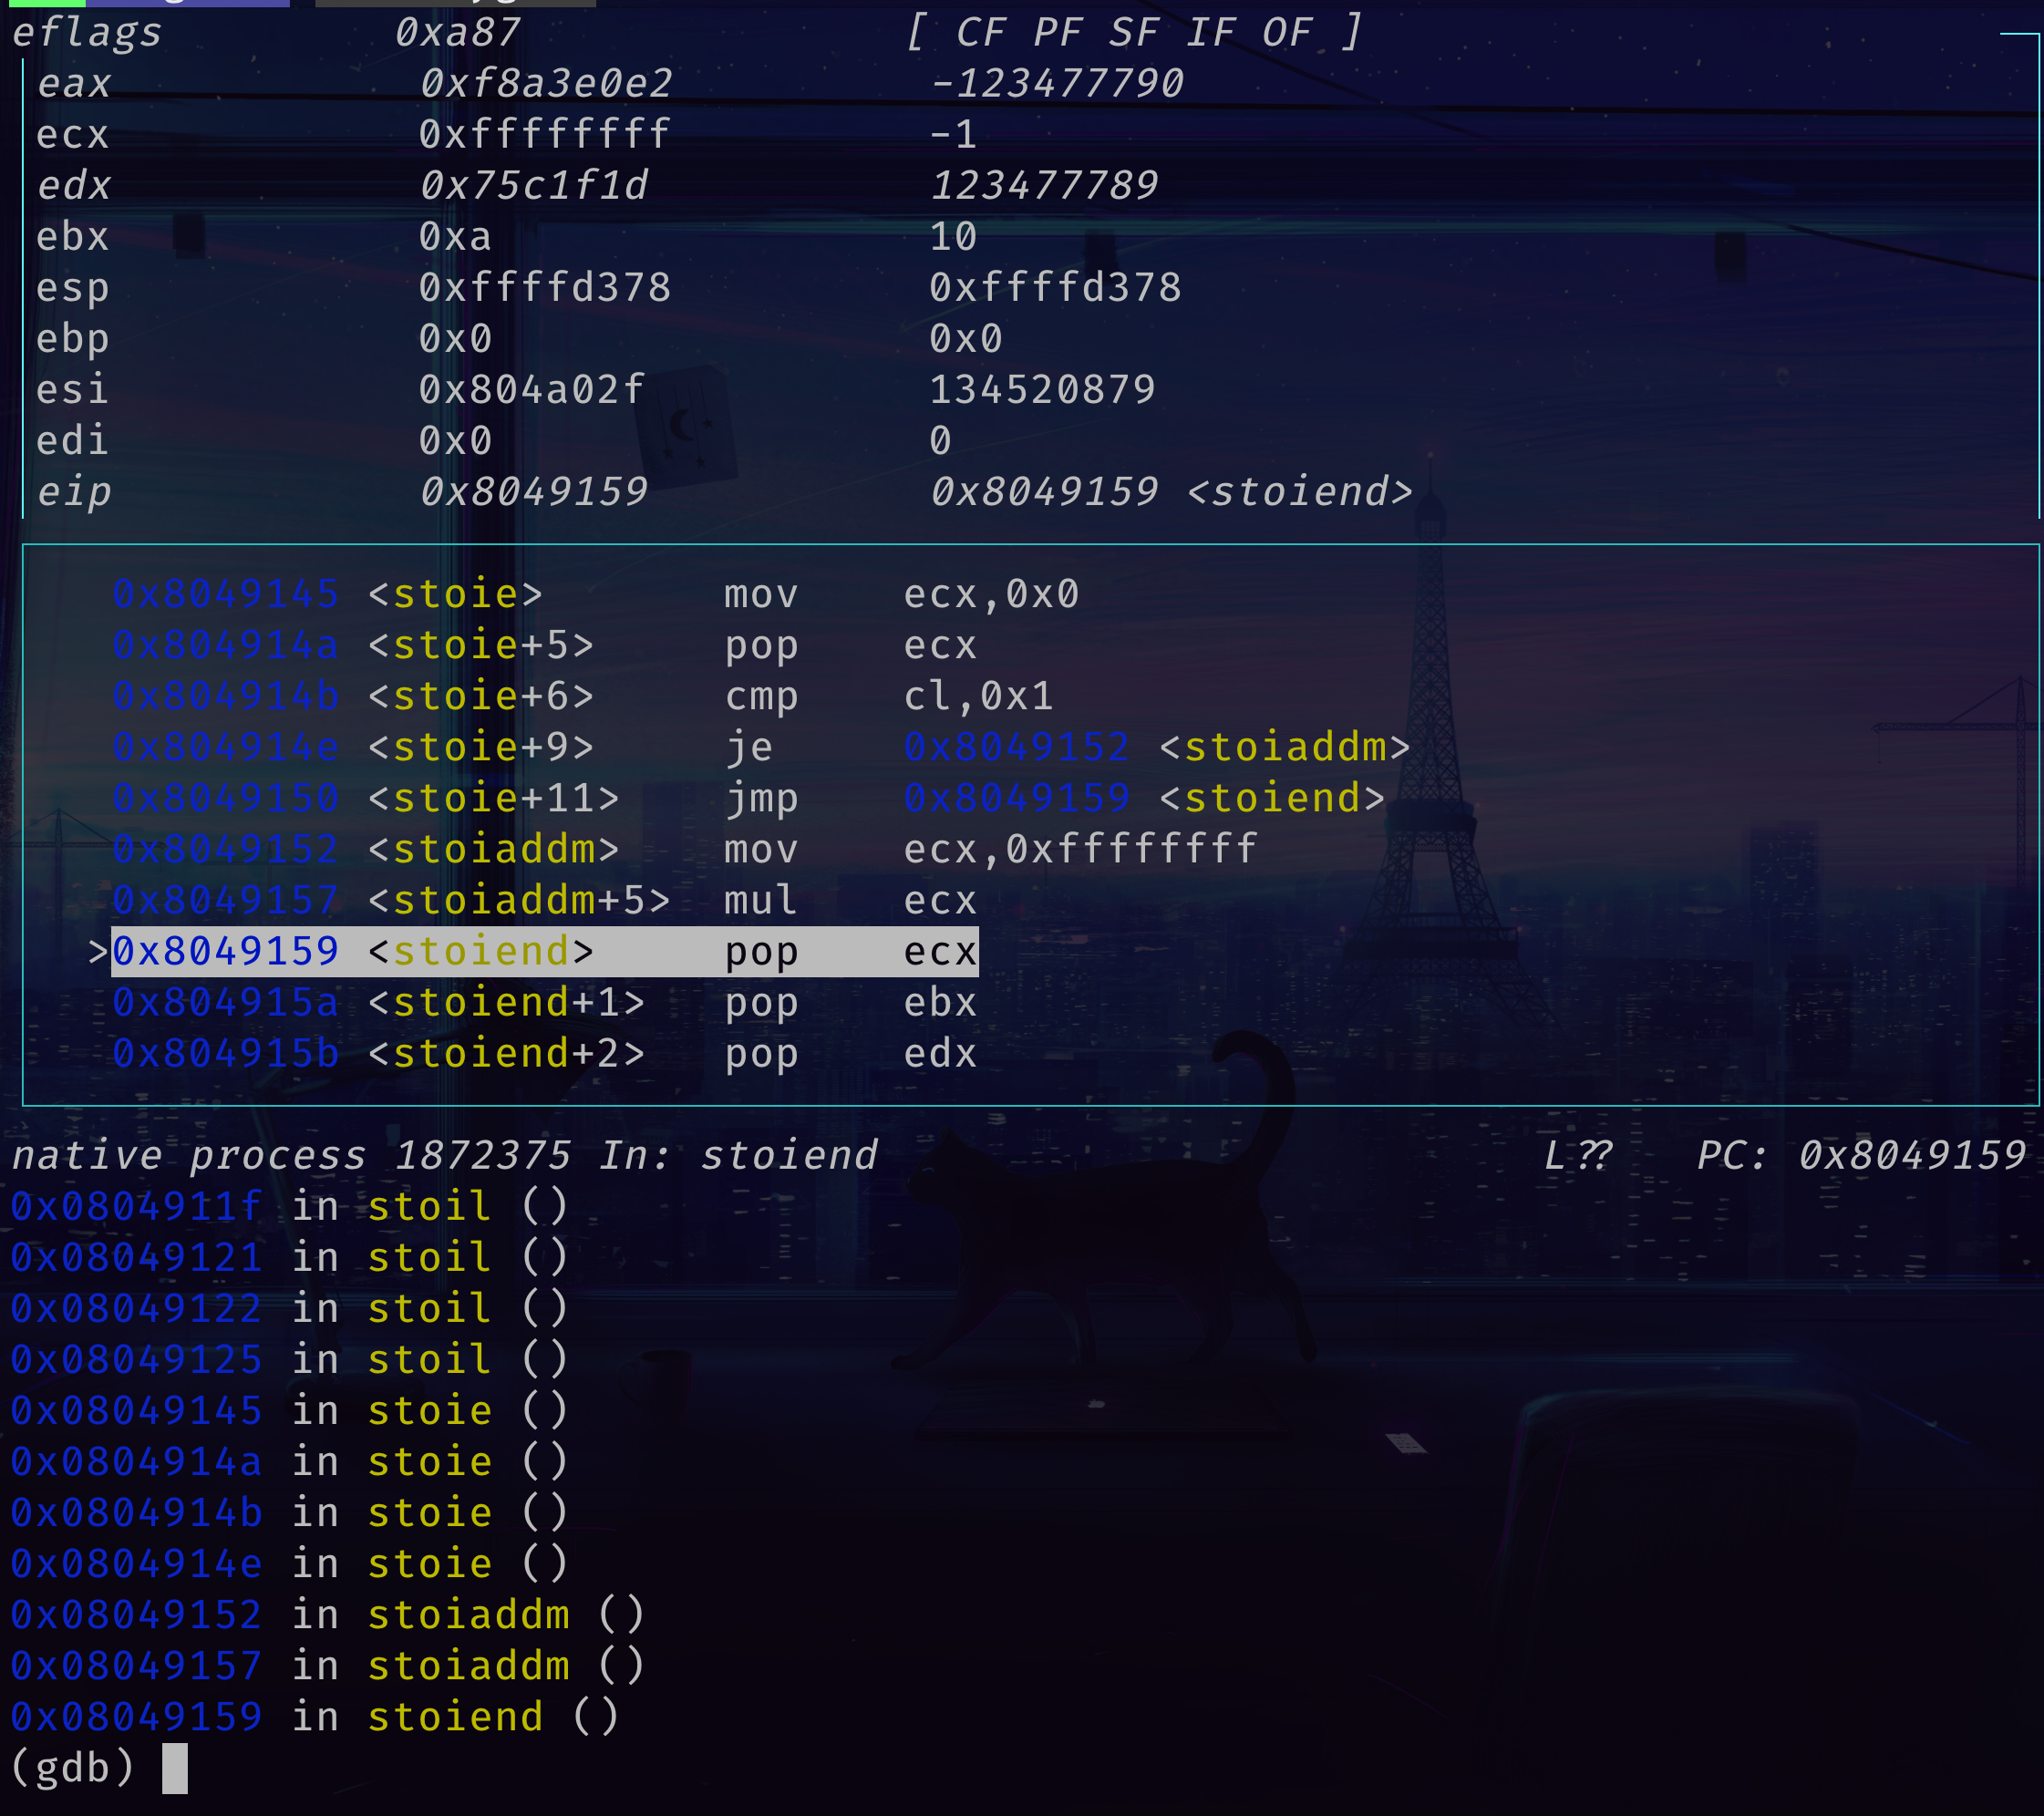 eflags 0xa87 [ CF PF SF IF OF ]
eax 0xf8a3e0e2 -123477790
ecx 0xffffffff -1
edx 0x75c1f1d 123477789
ebx 0xa 10
esp 0xffffd378 0xffffd378
ebp 0x0 0x0
esi 0x804a02f 134520879
edi 0x0 0
eip 0x8049159 0x8049159 <stoiend>
0x8049145 <stoie> mov ecx,0x0
0x804914a <stoie+5> pop ecx
0x804914b <stoie+6> cmp cl,0x1
0x804914e <stoie+9> je 0x8049152 <stoiaddm>
0x8049150 <stoie+11> jmp 0x8049159 <stoiend>
0x8049152 <stoiaddm> mov ecx,0xffffffff
0x8049157 <stoiaddm+5> mul ecx
>0x8049159 <stoiend> pop ecx
0x804915a <stoiend+1> pop ebx
0x804915b <stoiend+2> pop edx
native process 1872375 In: stoiend L?? PC: 0x8049159
0x0804911f in stoil ()
0x08049121 in stoil ()
0x08049122 in stoil ()
0x08049125 in stoil ()
0x08049145 in stoie ()
0x0804914a in stoie ()
0x0804914b in stoie ()
0x0804914e in stoie ()
0x08049152 in stoiaddm ()
0x08049157 in stoiaddm ()
0x08049159 in stoiend ()
(gdb)